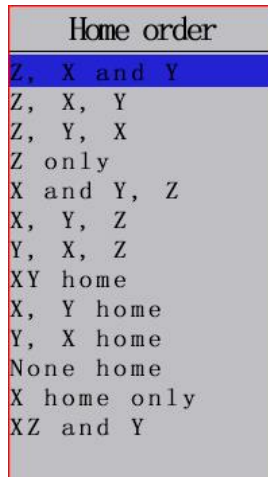 Home order
Z, X and Y
Z, X, Y
Z, Y, X
Z only
X and Y, Z
X, Y, Z
Y, X, Z
XY home
X, Y home
Y, X home
None home
X home only
XZ and Y